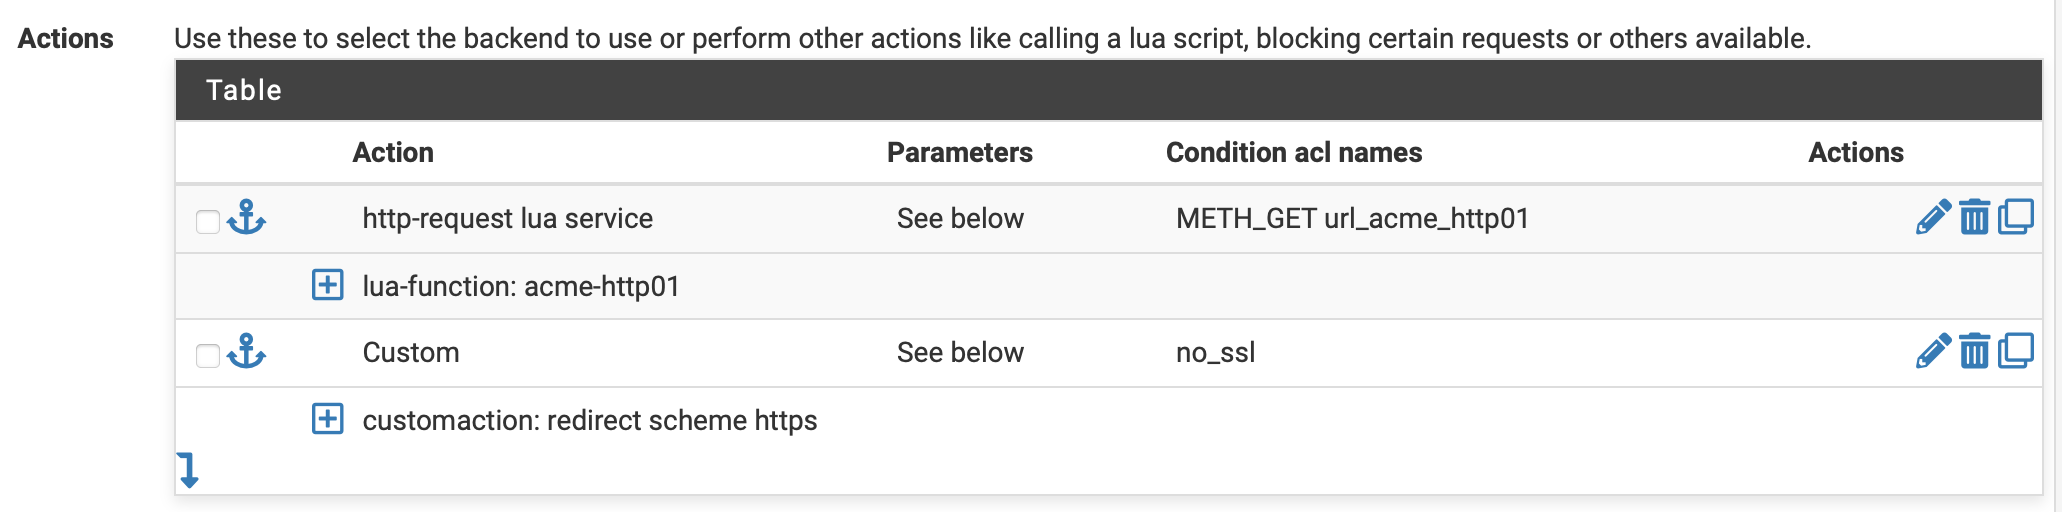 Actions Use these to select the backend to use or perform other actions like calling a lua script, blocking certain requests or others available.
Table
Action Parameters Condition acl names Actions
http-request lua service See below METH_GET url_acme_http01
lua-function: acme-http01
Custom See below no_ssl
customaction: redirect scheme https